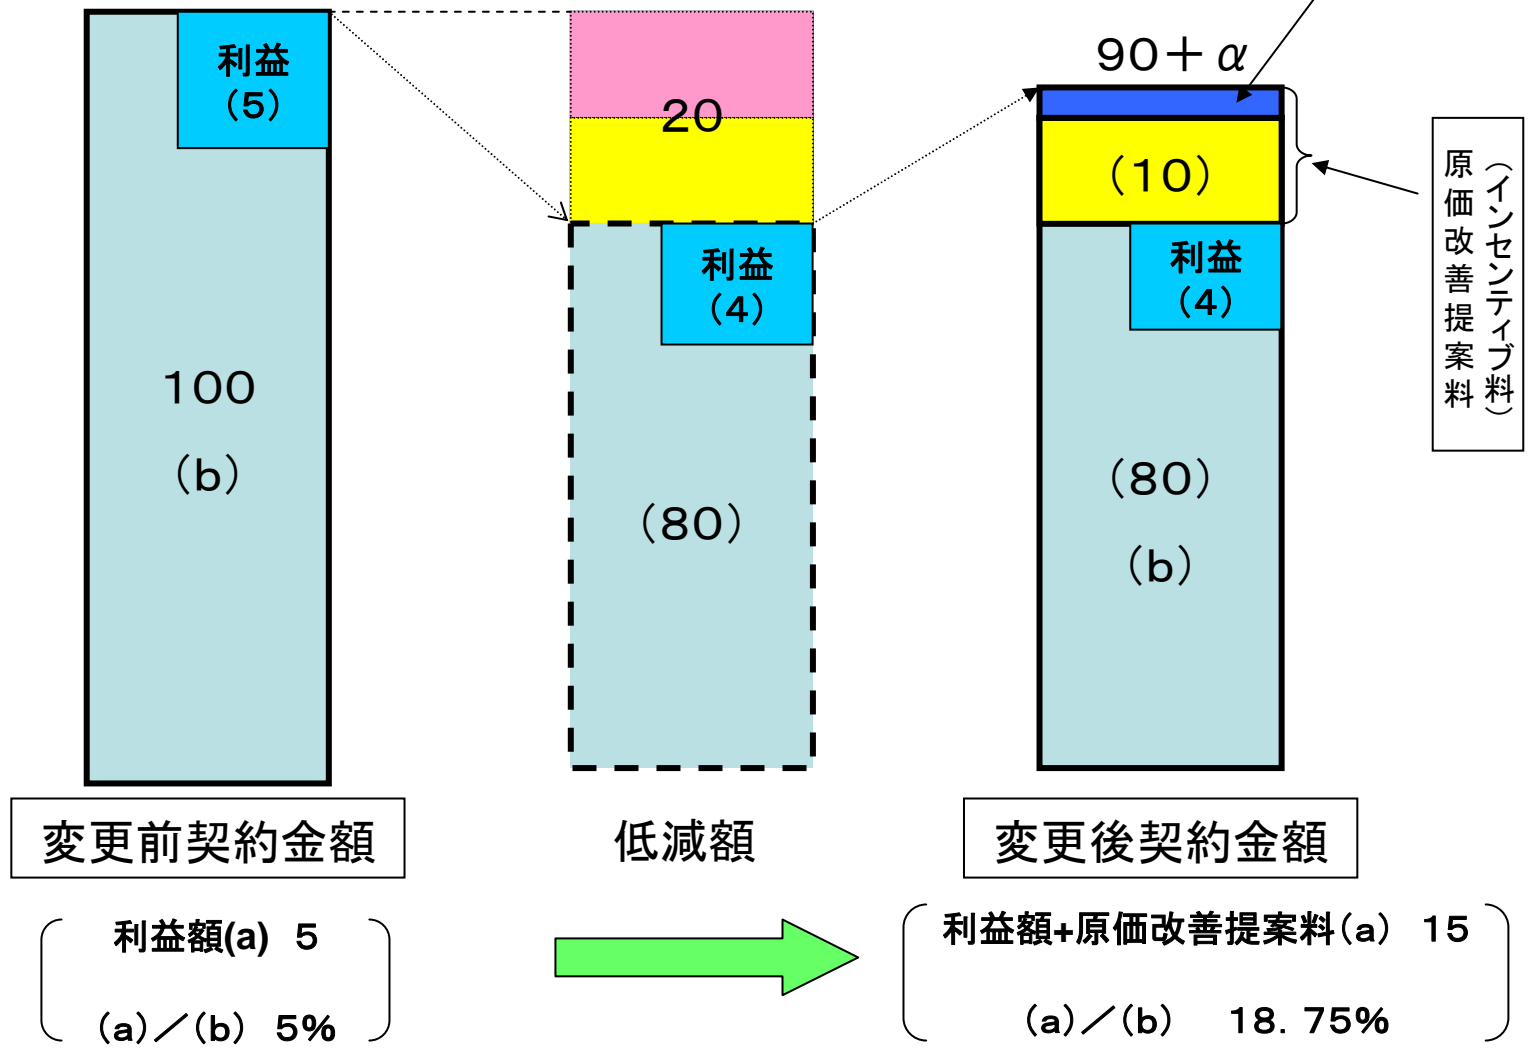 利益
（5）
100
（b）
変更前契約金額
利益額(a) 5
（a）／（b） 5%
20
利益
（4）
（80）
低減額
90＋α
（10）
利益
（4）
（80）
（b）
変更後契約金額
利益額+原価改善提案料（a） 15
（a）／（b） 18．75%
原価改善提案料
（インセンティブ料）